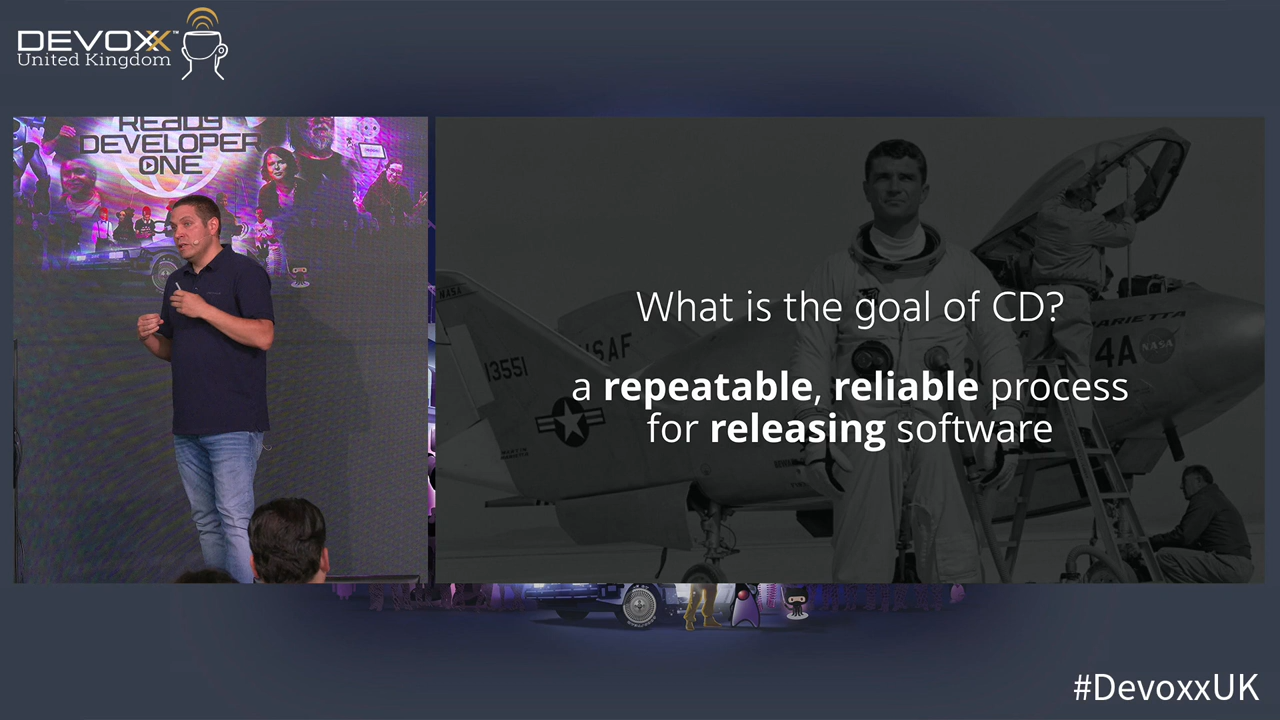 DEVOXX™
United Kingdom
READY
DEVELOPER
ONE
What is the goal of CD?
a repeatable, reliable process
for releasing software
NASA
13551
USAF
MARIETTA
4A
NASA
#DevoxxUK